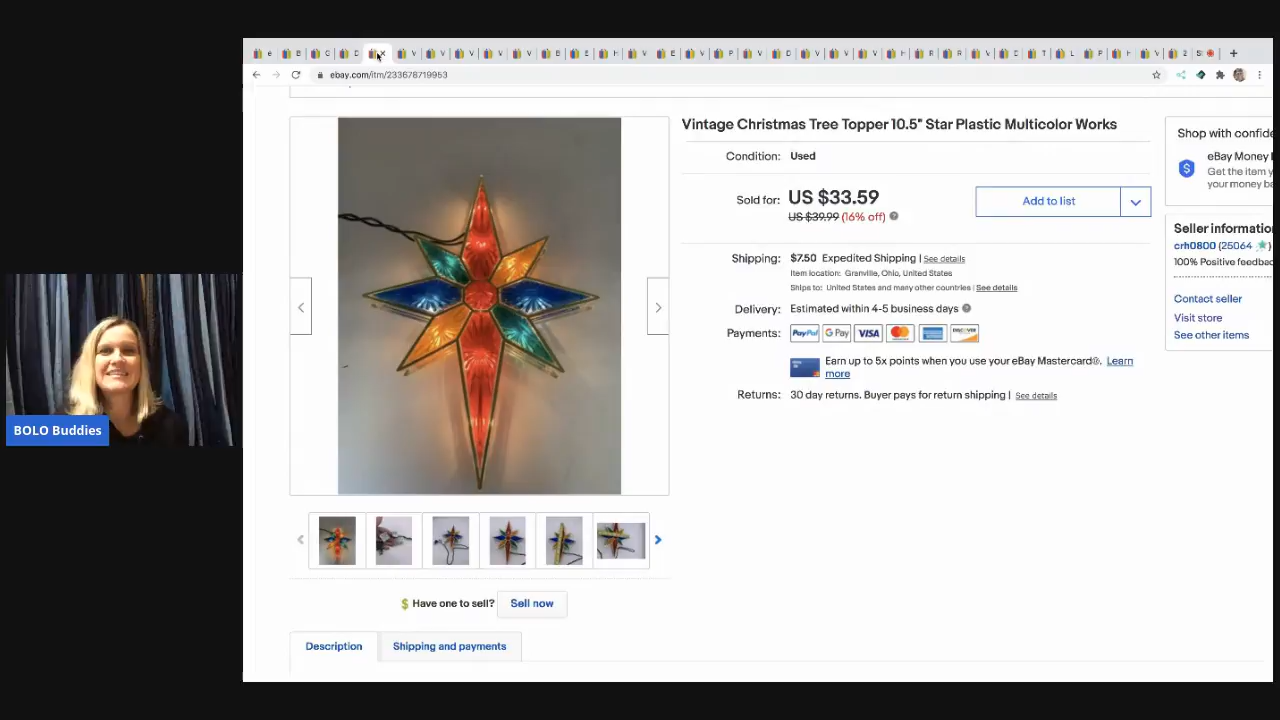 ebay.com/itm/233678719953
Vintage Christmas Tree Topper 10.5" Star Plastic Multicolor Works
Condition: Used
Sold for: US $33.59
US $39.99 (16% off)
Add to list
Shipping: $7.50 Expedited Shipping | See details
Item location: Granville, Ohio, United States
Ships to: United States and many other countries | See details
Delivery: Estimated within 4-5 business days
Payments: PayPal G Pay VISA DISCOVER
Earn up to 5x points when you use your eBay Mastercard®. Learn
more
Returns: 30 day returns. Buyer pays for return shipping | See details
Shop with confide
eBay Money
Get the item y
your money ba
Seller informatio
crh0800 (25064
100% Positive feedbac
Contact seller
Visit store
See other items
BOLO Buddies
$ Have one to sell? Sell now
Description
Shipping and payments